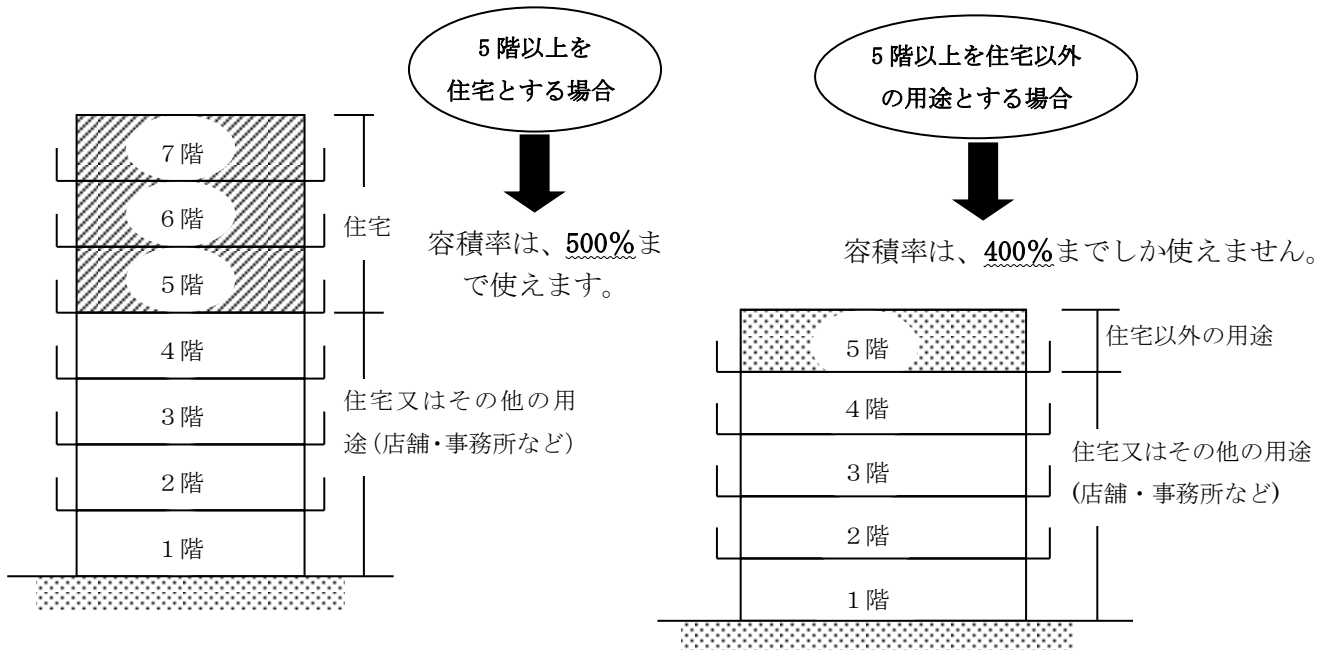 5階以上を
住宅とする場合
容積率は、500%ま
で使えます。
7階
6階
5階
4階
3階
2階
1階
住宅
住宅又はその他の用
途(店舗・事務所など)
5階以上を住宅以外
の用途とする場合
容積率は、400%までしか使えません。
5階
4階
3階
2階
1階
住宅以外の用途
住宅又はその他の用途
(店舗・事務所など)